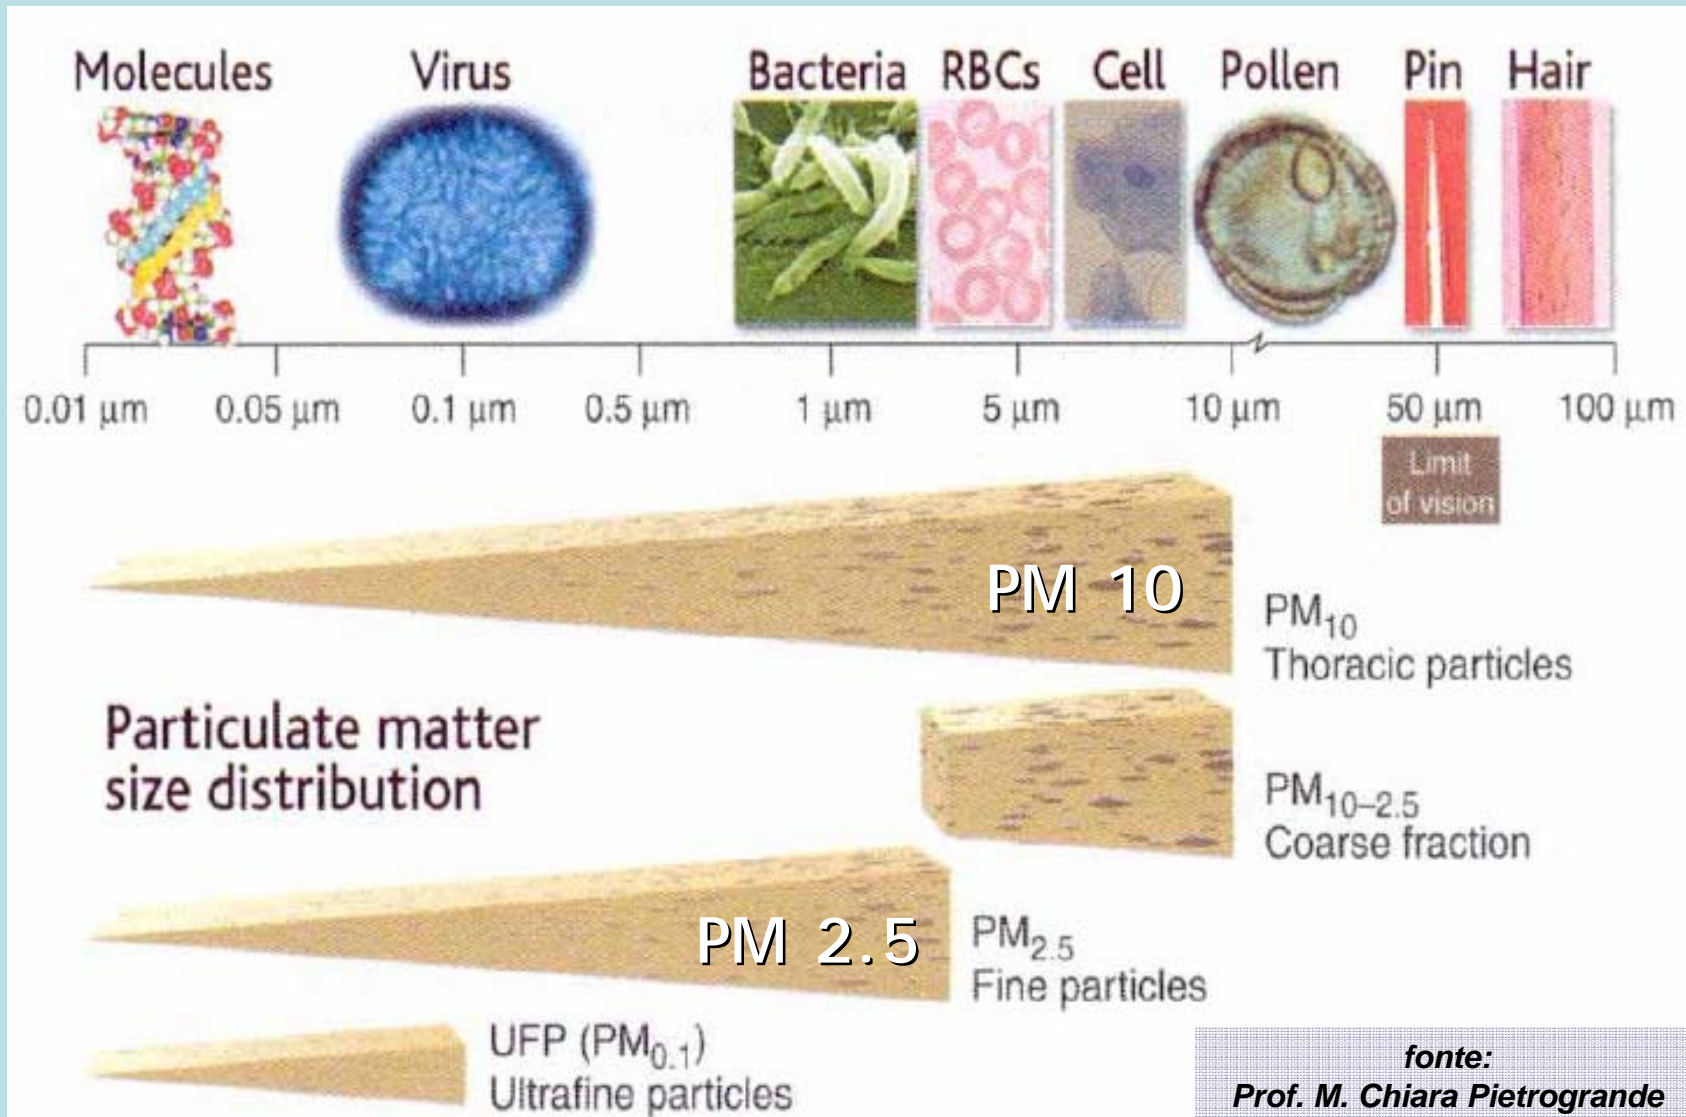 Molecules Virus Bacteria RBCs Cell Pollen Pin Hair
0.01 µm 0.05 µm 0.1 µm 0.5 µm 1 µm 5 µm 10 µm 50 µm 100 µm
Limit
of vision
PM 10
PM10
Thoracic particles
Particulate matter
size distribution
PM10–2.5
Coarse fraction
PM 2.5
PM2.5
Fine particles
UFP (PM0.1)
Ultrafine particles
fonte:
Prof. M. Chiara Pietrogrande